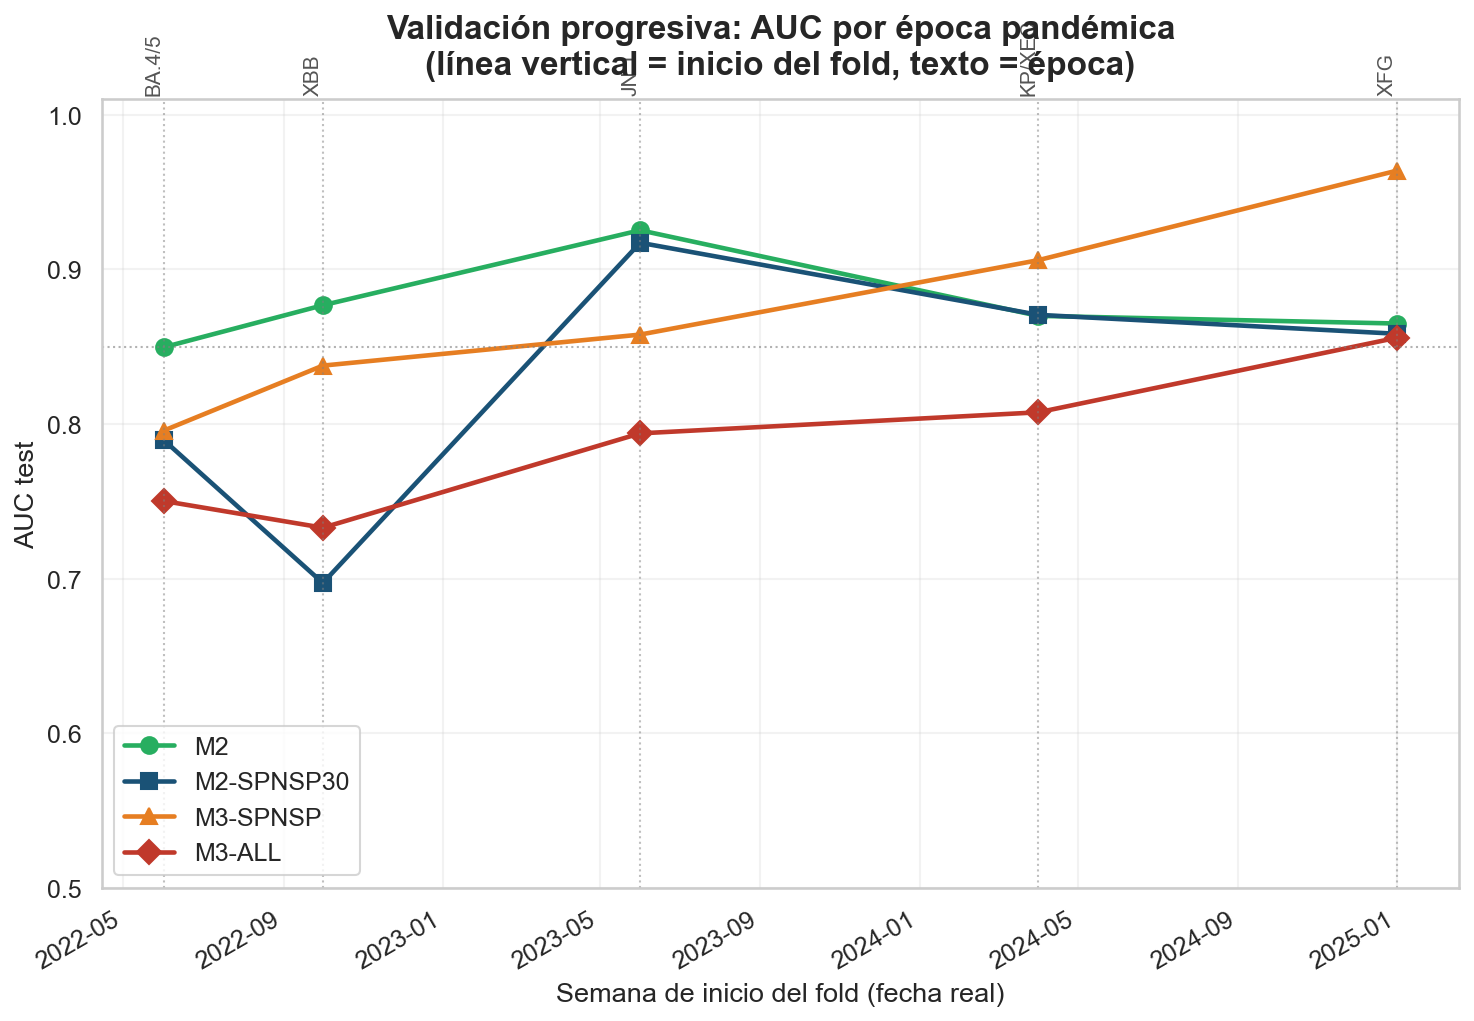 Validación progresiva: AUC por época pandémica
(línea vertical = inicio del fold, texto = época)
BA.4/5
XBB
KP/XEC
XFG
1.0
0.9
0.8
0.7
0.6
0.5
AUC test
M2
M2-SPNSP30
M3-SPNSP
M3-ALL
2022-05
2022-09
2023-01
2023-05
2023-09
2024-01
2024-05
2024-09
2025-01
Semana de inicio del fold (fecha real)